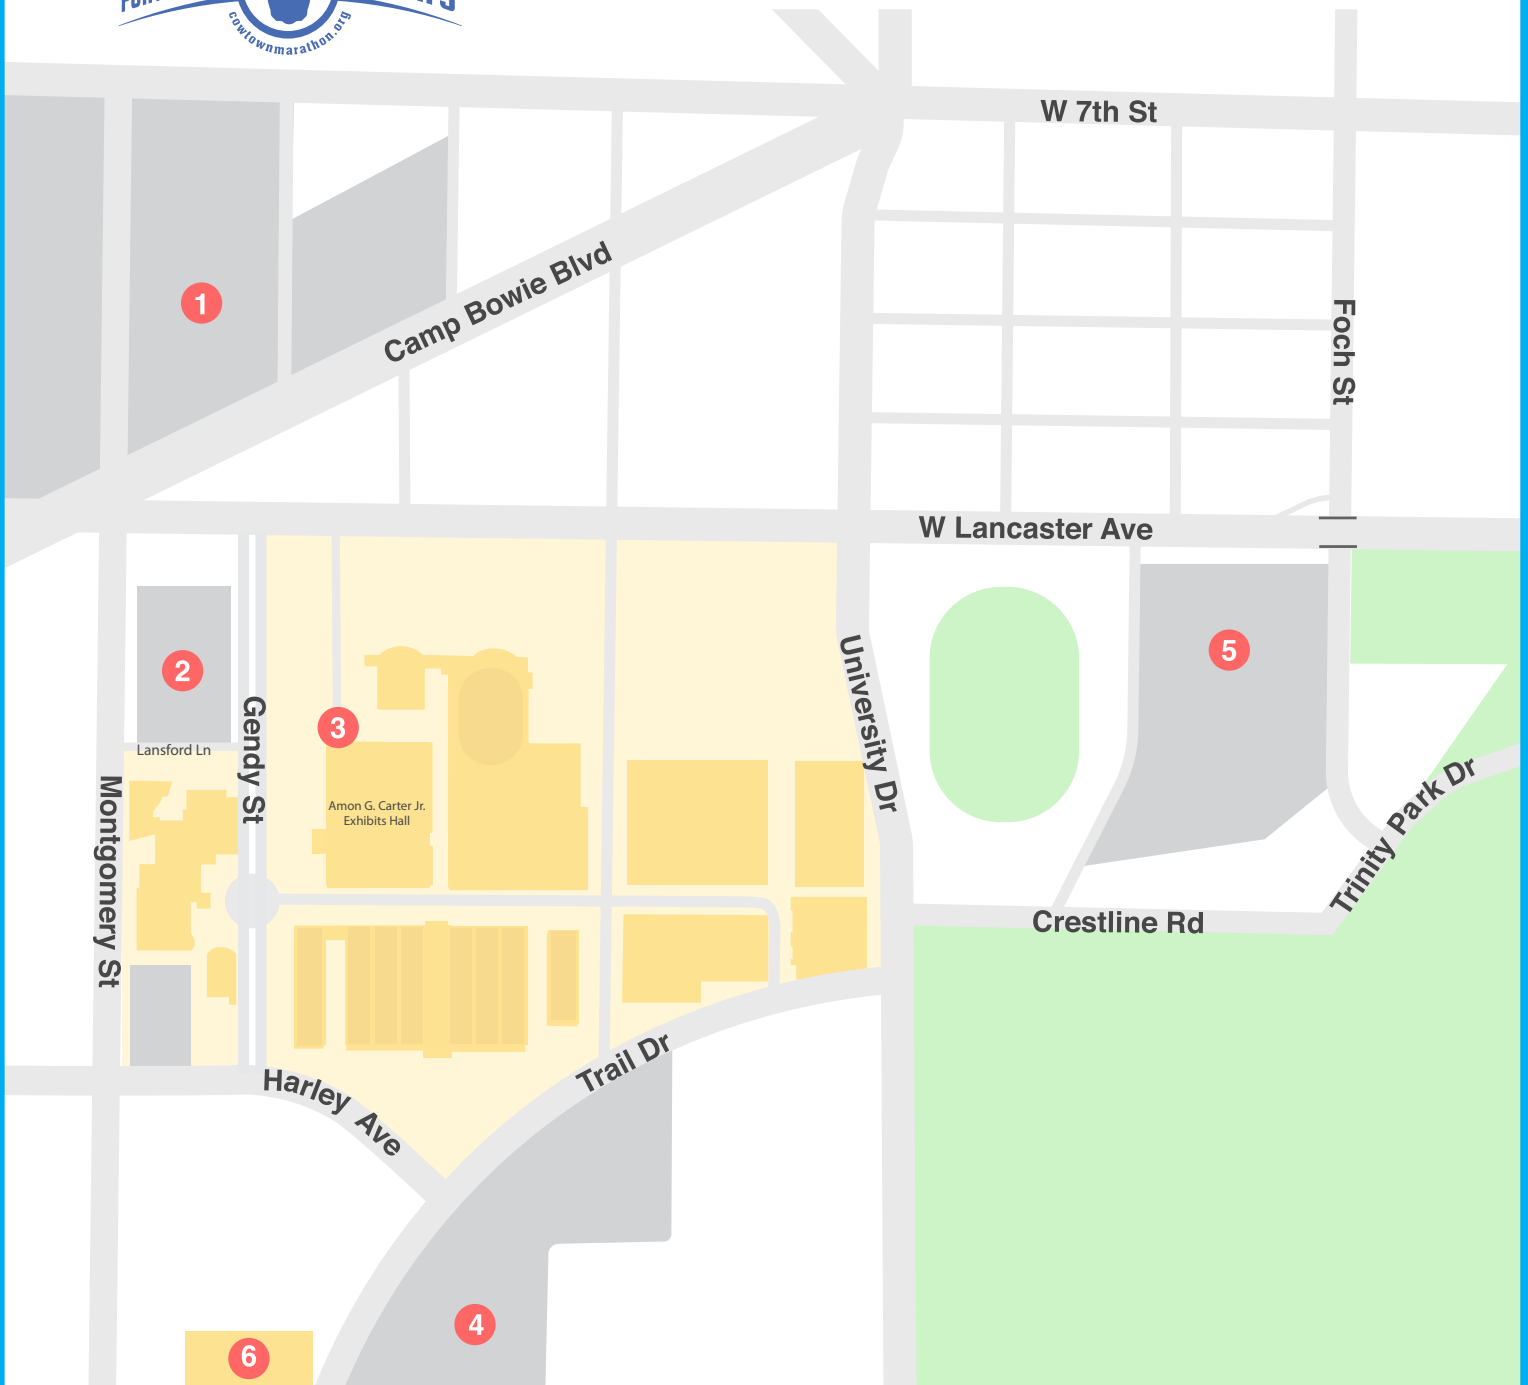 cowtownmarathon.org
W 7th St
Camp Bowie Blvd
1
Foch St
W Lancaster Ave
2
3
5
University Dr
Gendy St
Lansford Ln
Montgomery St
Amon G. Carter Jr.
Exhibits Hall
Trinity Park Dr
Crestline Rd
Trail Dr
Harley Ave
4
6